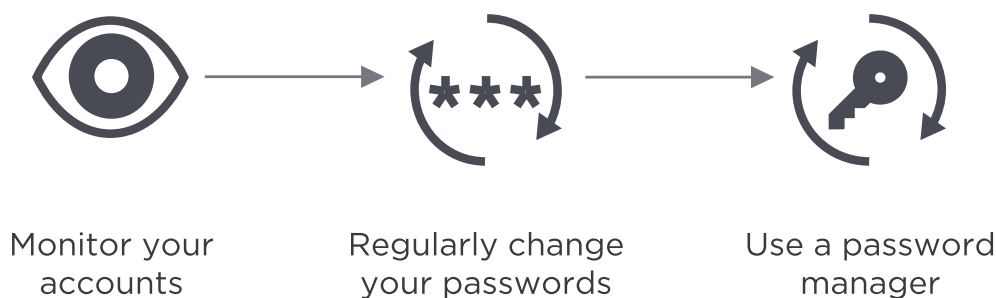 ***
Monitor your
accounts
Regularly change
your passwords
Use a password
manager